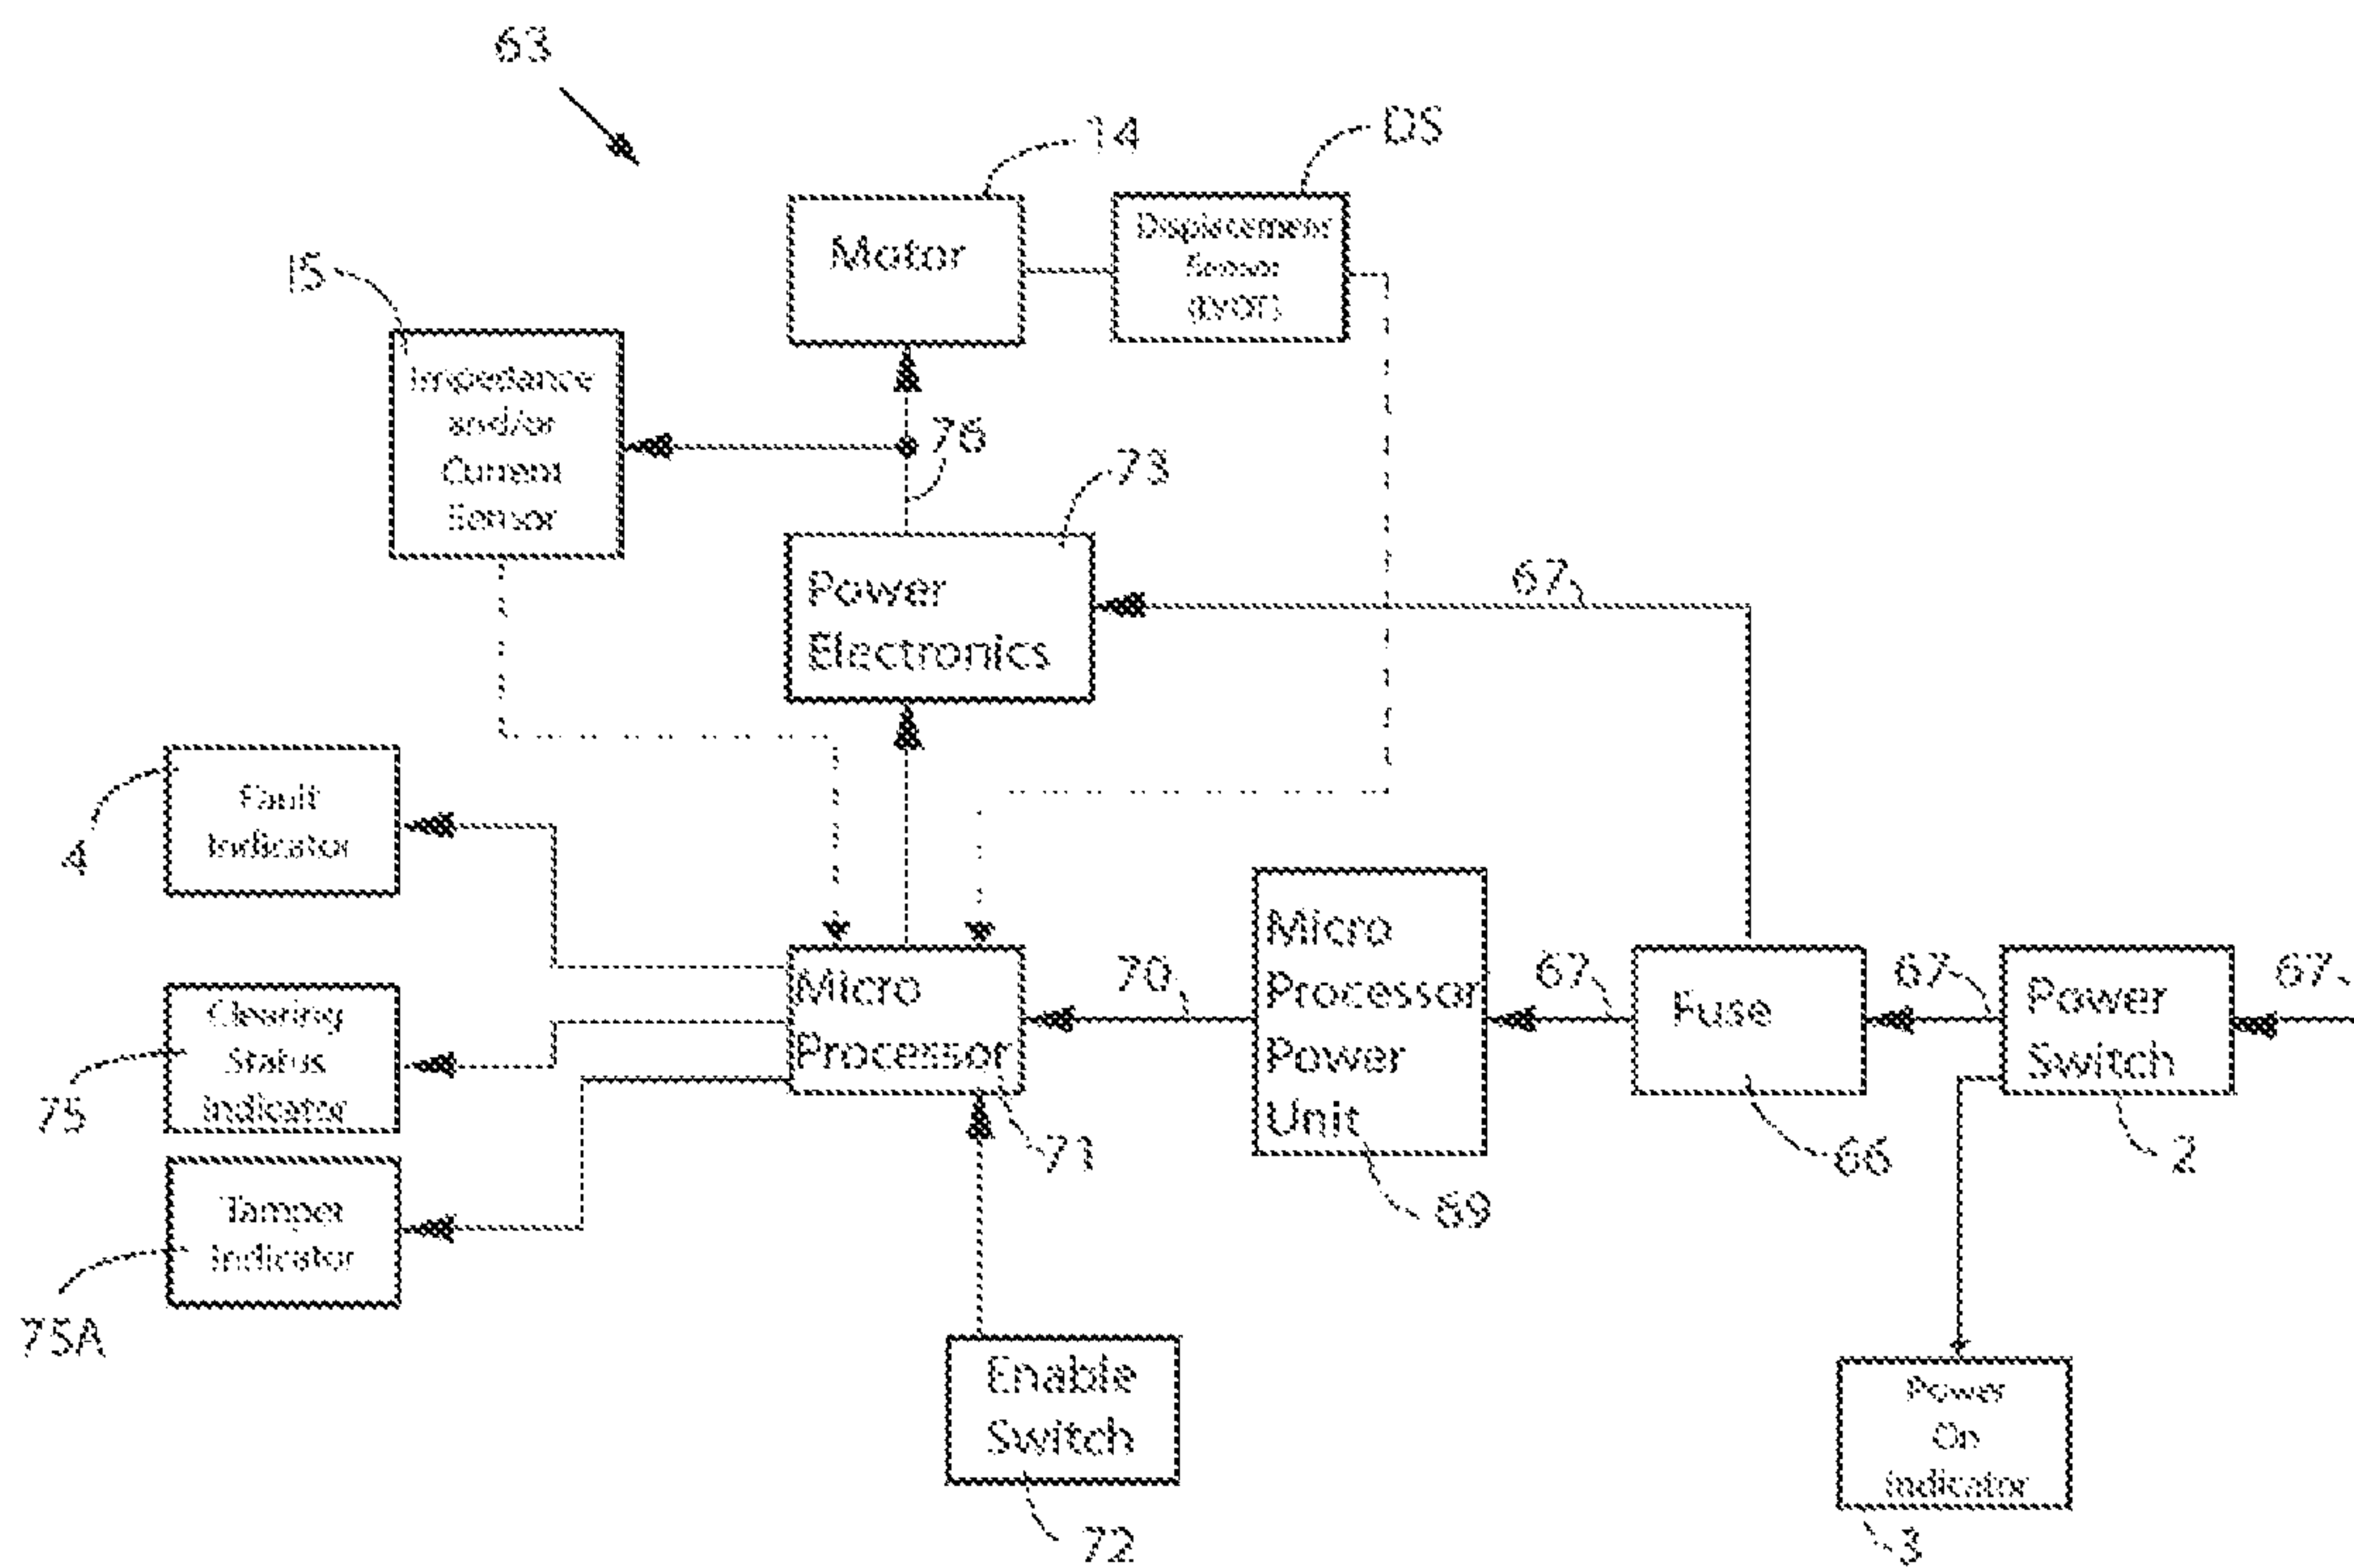 63
14
DS
Motor
Displacement
Sensor
(LVDT)
IS
Impedance
and/or
Current
Sensor
76
73
Power
Electronics
67
4
Fault
Indicator
75
Clearing
Status
Indicator
75A
Tamper
Indicator
Micro
Processor
71
70
Micro
Processor
Power
Unit
69
67
Fuse
66
67
Power
Switch
2
67
Enable
Switch
72
Power
On
Indicator
3